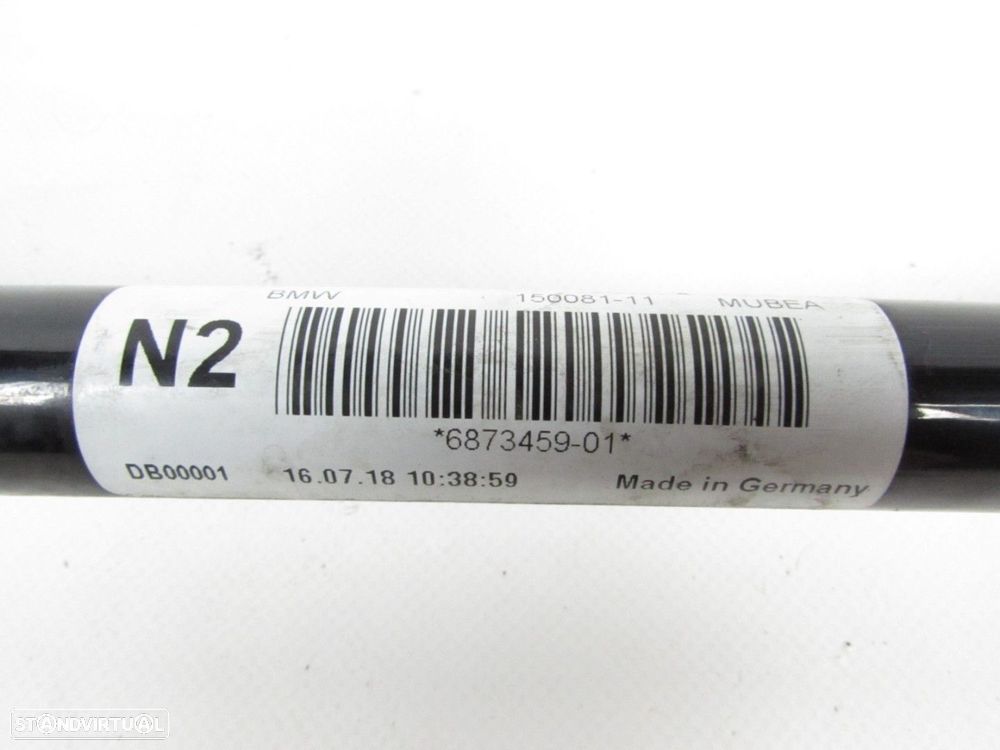 BMW 150081-11 MUBEA
N2
*6873459-01*
DB00001 16.07.18 10:38:59 Made in Germany
STANDVIRTUAL